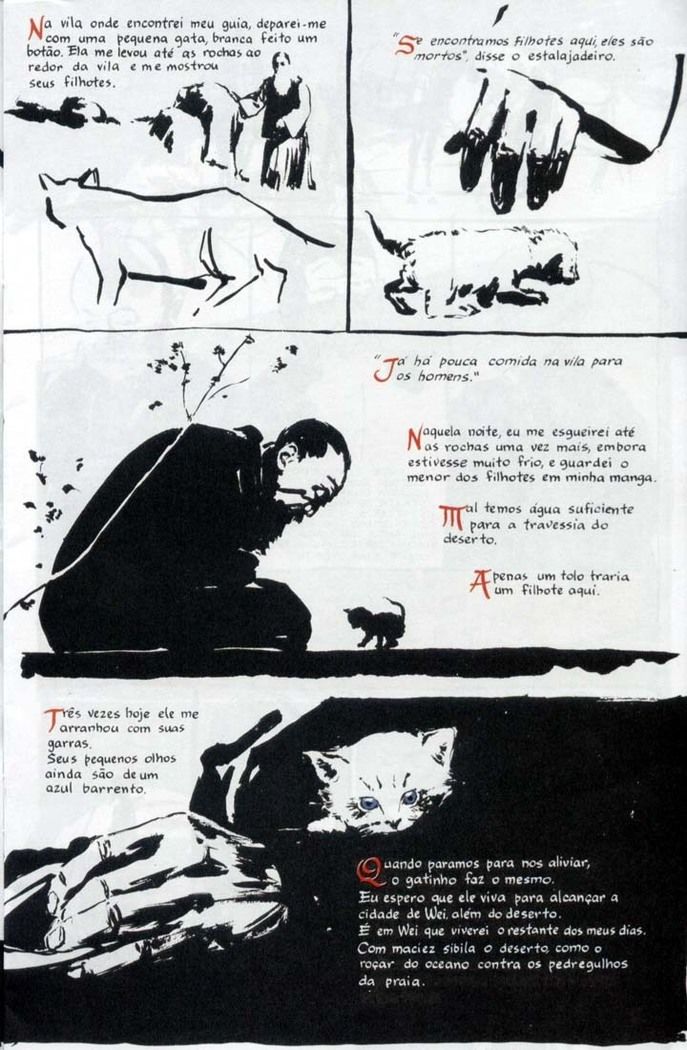 Na vila onde encontrei meu guia, deparei-me
com uma pequena gata, branca feito um
botão. Ela me levou até as rochas ao
redor da vila e me mostrou
seus filhotes.
"Se encontramos filhotes aqui, eles são
mortos", disse o estalajadeiro.
"Já há pouca comida na vila para
os homens."
Naquela noite, eu me esgueirei até
as rochas uma vez mais, embora
estivesse muito frio, e guardei o
menor dos filhotes em minha manga.
Mal temos água suficiente
para a travessia do
deserto.
Apenas um tolo traria
um filhote aqui.
Três vezes hoje ele me
arranhou com suas
garras.
Seus pequenos olhos
ainda são de um
azul barrento.
Quando paramos para nos aliviar,
o gatinho faz o mesmo.
Eu espero que ele viva para alcançar a
cidade de Wei, além do deserto.
É em Wei que viverei o restante dos meus dias.
Com maciez sibila o deserto, como o
roçar do oceano contra os pedregulhos
da praia.